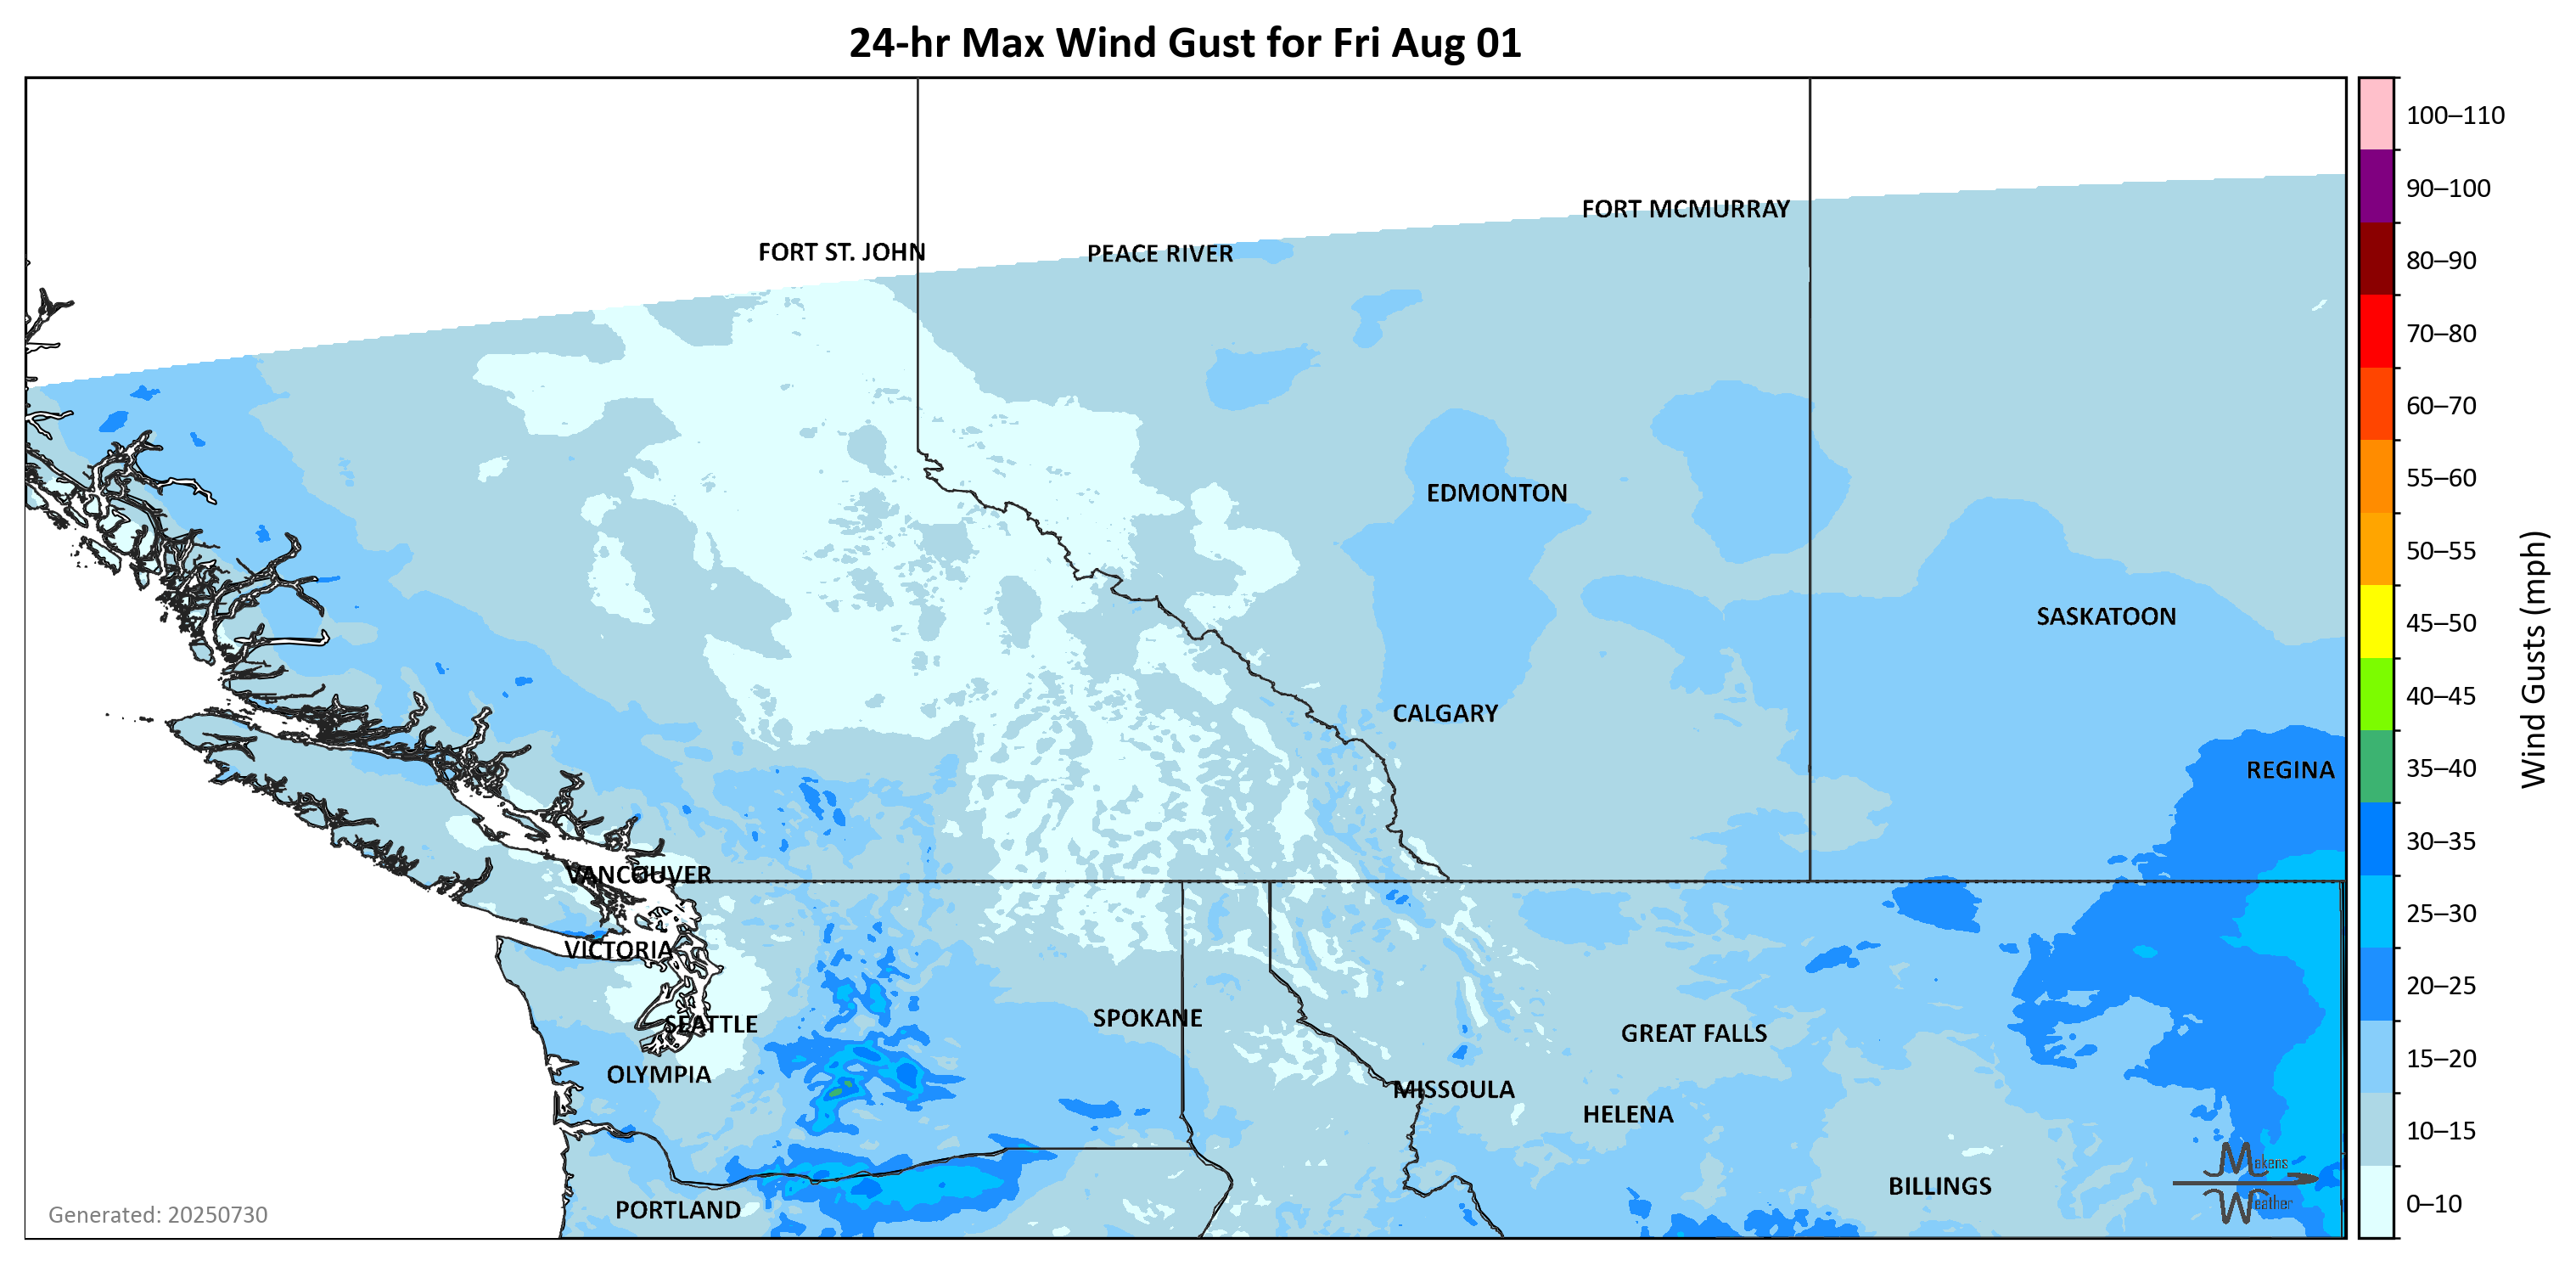 24-hr Max Wind Gust for Fri Aug 01
100–110
90–100
80–90
70–80
60–70
55–60
50–55
45–50
40–45
35–40
30–35
25–30
20–25
15–20
10–15
0–10
Wind Gusts (mph)
FORT MCMURRAY
FORT ST. JOHN
PEACE RIVER
EDMONTON
SASKATOON
CALGARY
REGINA
VANCOUVER
VICTORIA
SPOKANE
SEATTLE
GREAT FALLS
OLYMPIA
MISSOULA
HELENA
BILLINGS
PORTLAND
Makens
Weather
Generated: 20250730